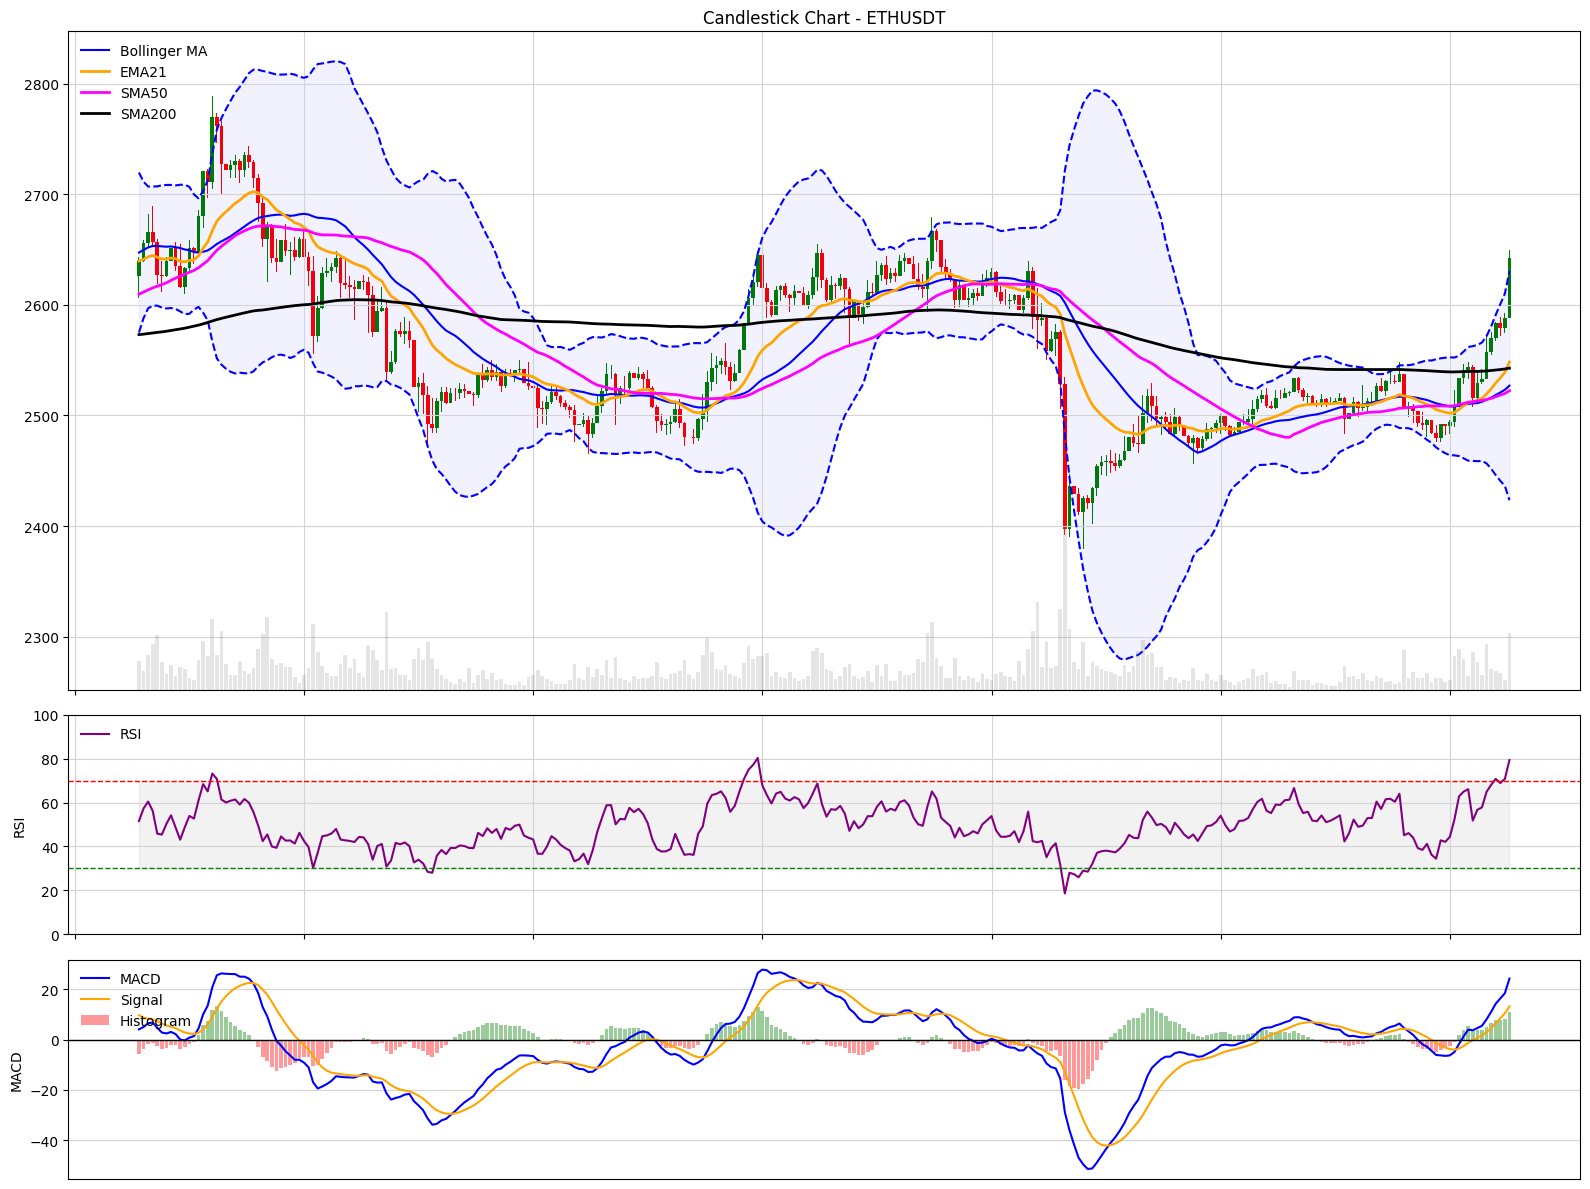 Candlestick Chart - ETHUSDT
Bollinger MA
EMA21
SMA50
SMA200
2800
2700
2600
2500
2400
2300
100
RSI
80
60
RSI
40
20
0
MACD
20
Signal
Histogram
0
MACD
−20
−40